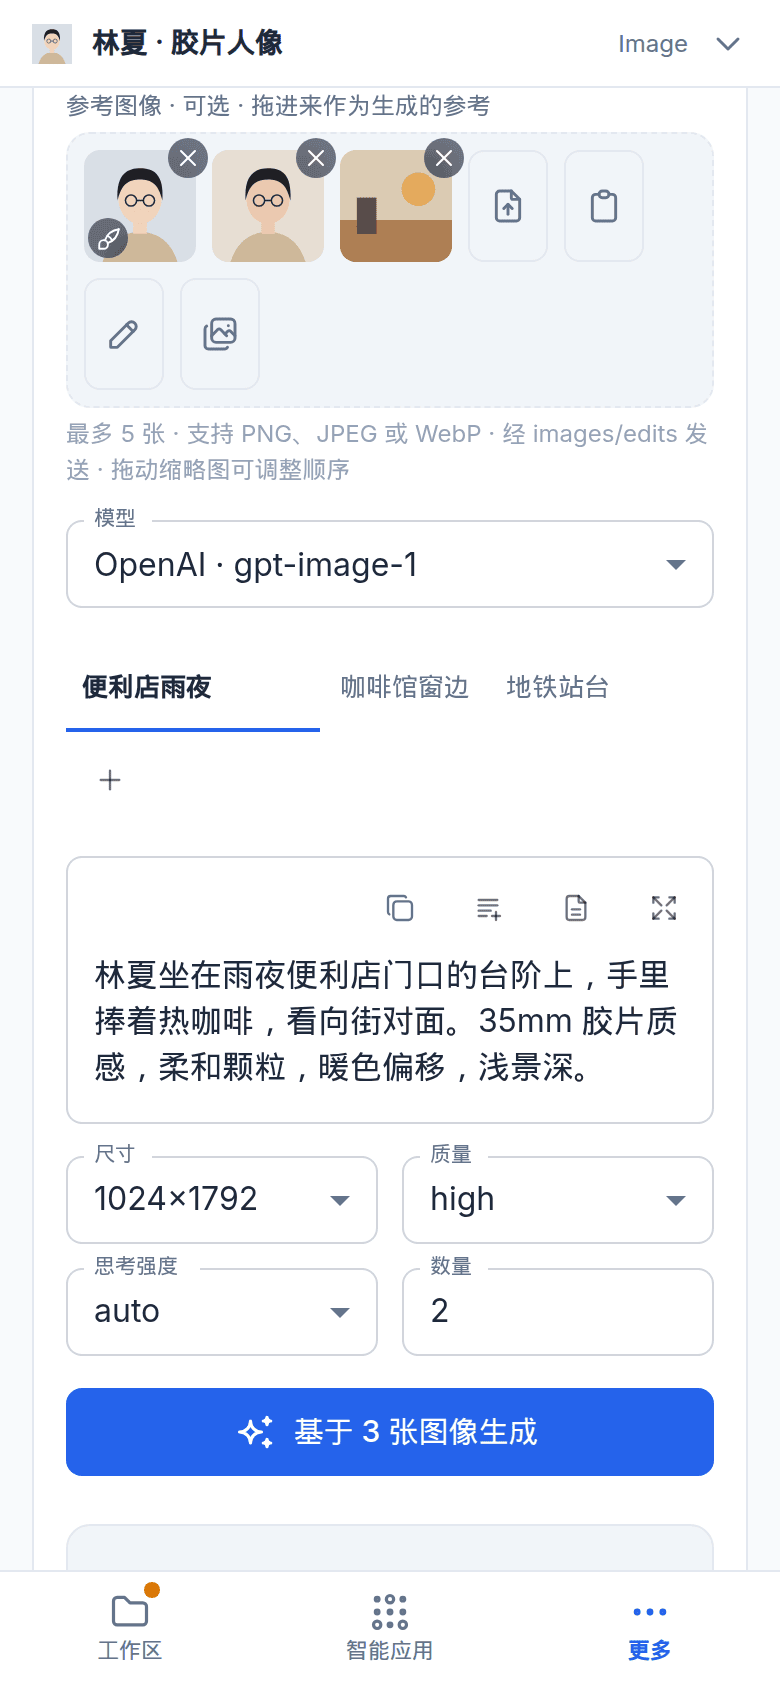 林夏 · 胶片人像
Image
参考图像 · 可选 · 拖进来作为生成的参考
最多 5 张 · 支持 PNG、JPEG 或 WebP · 经 images/edits 发
送 · 拖动缩略图可调整顺序
模型
OpenAI · gpt-image-1
便利店雨夜
咖啡馆窗边
地铁站台
林夏坐在雨夜便利店门口的台阶上，手里
捧着热咖啡，看向街对面。35mm 胶片质
感，柔和颗粒，暖色偏移，浅景深。
尺寸
1024×1792
质量
high
思考强度
auto
数量
2
基于 3 张图像生成
工作区
智能应用
更多